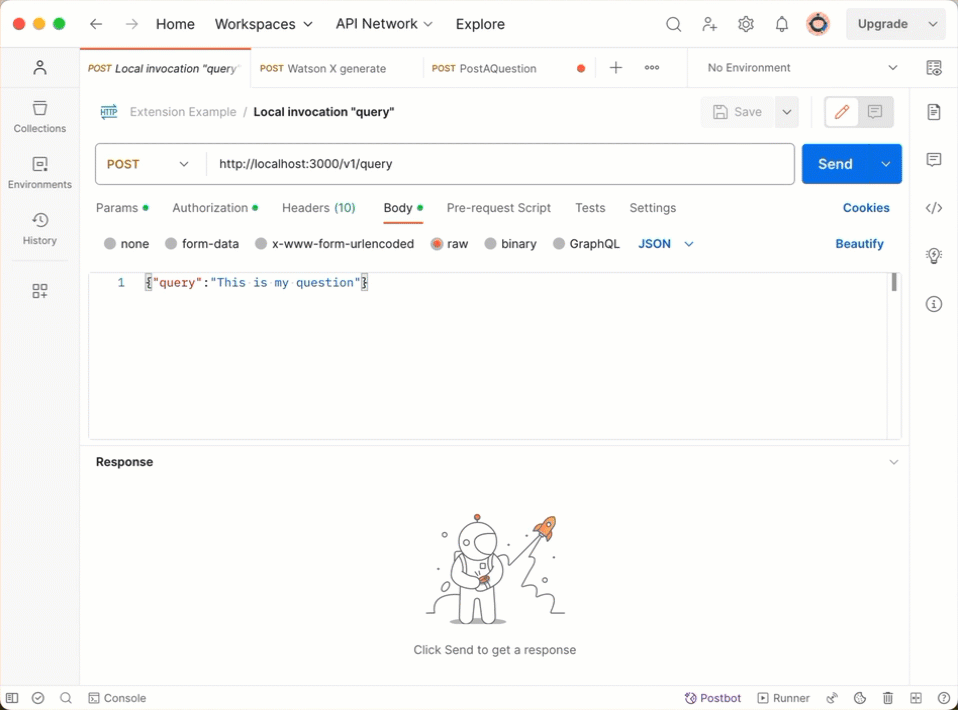 Home Workspaces API Network Explore Upgrade
POST Local invocation "query" POST Watson X generate POST PostAQuestion No Environment
HTTP Extension Example / Local invocation "query" Save
Collections
Environments
History
POST http://localhost:3000/v1/query Send
Params Authorization Headers (10) Body Pre-request Script Tests Settings Cookies
none form-data x-www-form-urlencoded raw binary GraphQL JSON Beautify
1 {"query":"This is my question"}
Response
Click Send to get a response
Console Postbot Runner